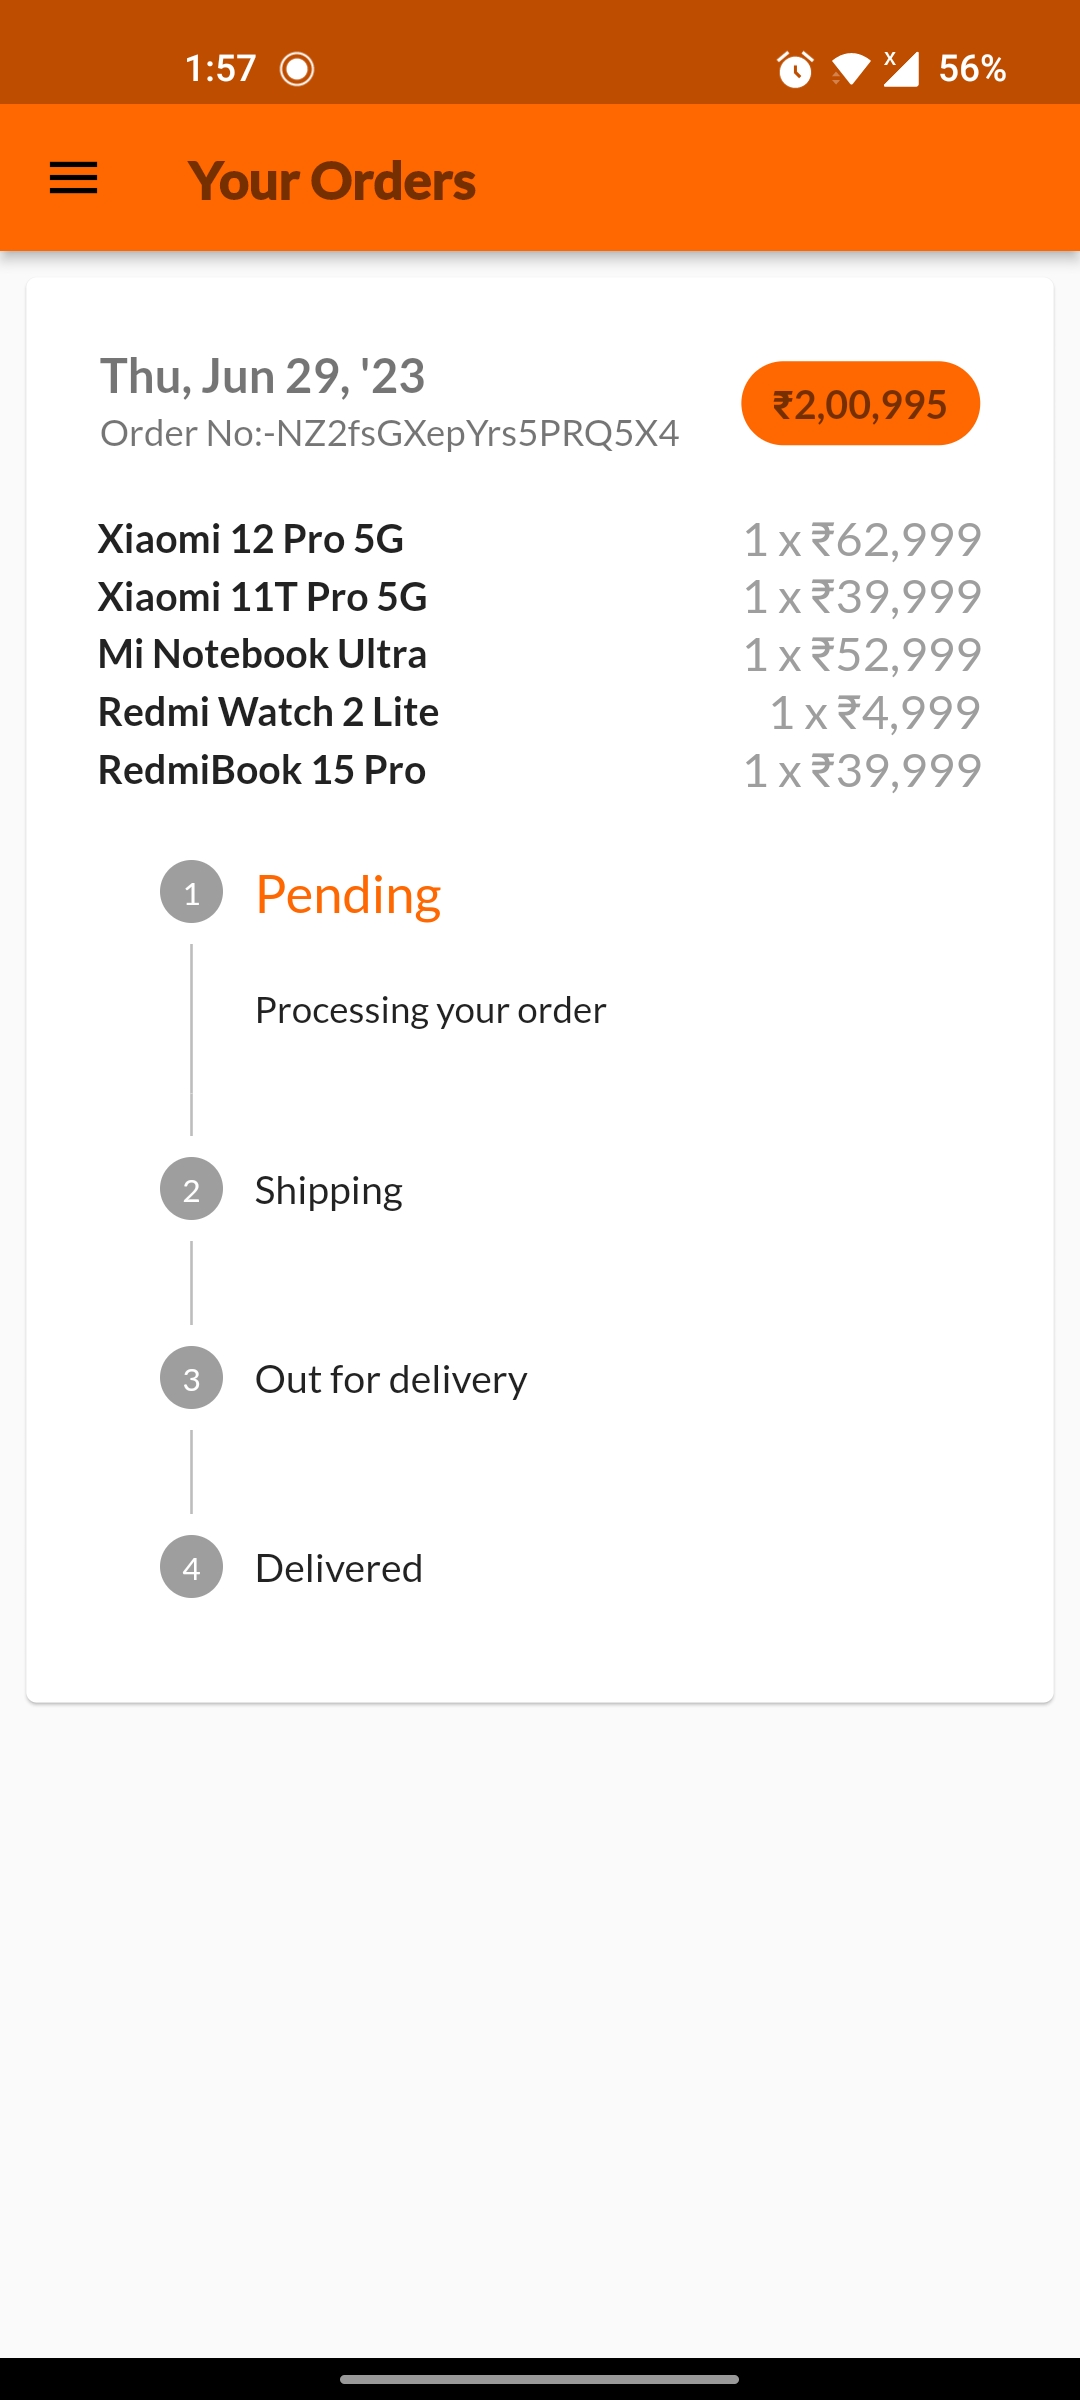 1:57 x 56%
Your Orders
Thu, Jun 29, '23
Order No:-NZ2fsGXepYrs5PRQ5X4
₹2,00,995
Xiaomi 12 Pro 5G 1 x ₹62,999
Xiaomi 11T Pro 5G 1 x ₹39,999
Mi Notebook Ultra 1 x ₹52,999
Redmi Watch 2 Lite 1 x ₹4,999
RedmiBook 15 Pro 1 x ₹39,999
1 Pending
Processing your order
2 Shipping
3 Out for delivery
4 Delivered